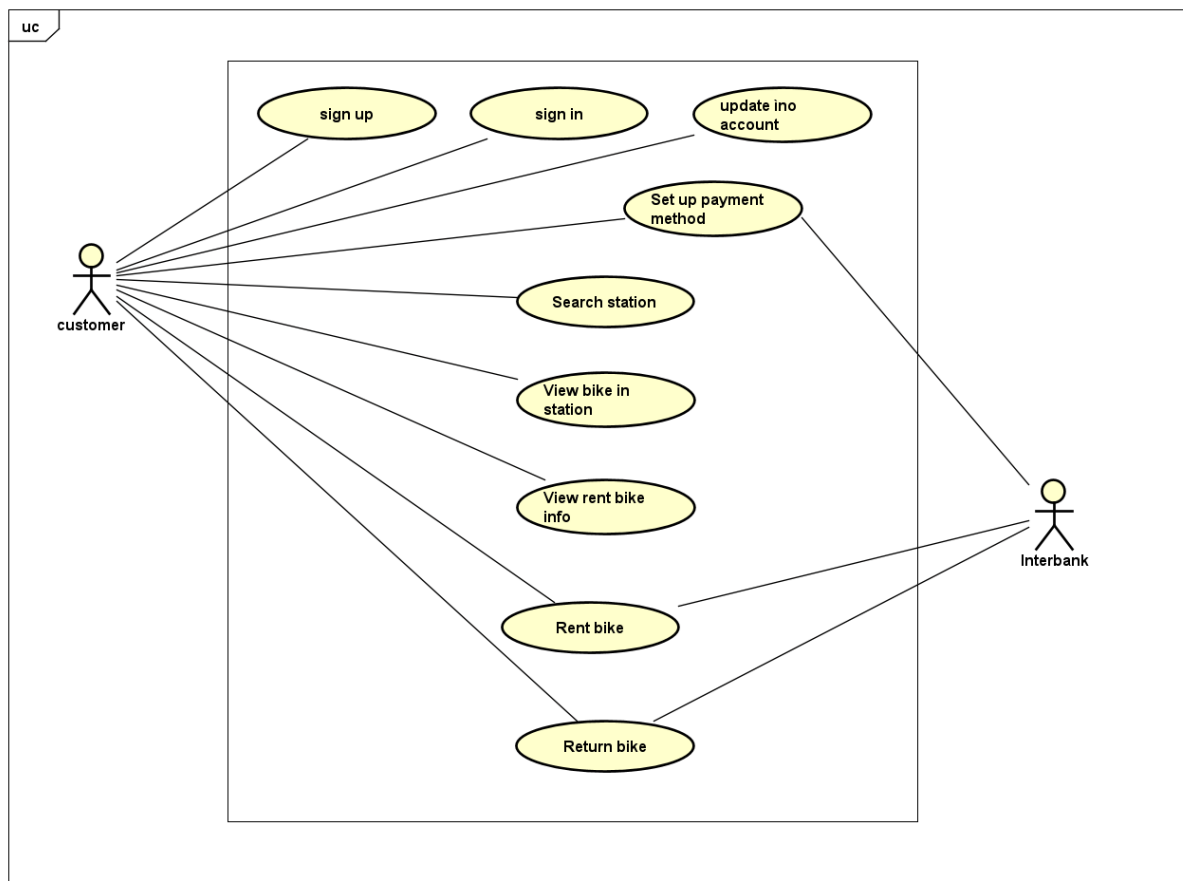 uc
sign up
sign in
update ino
account
Set up payment
method
Search station
customer
View bike in
station
View rent bike
info
Interbank
Rent bike
Return bike